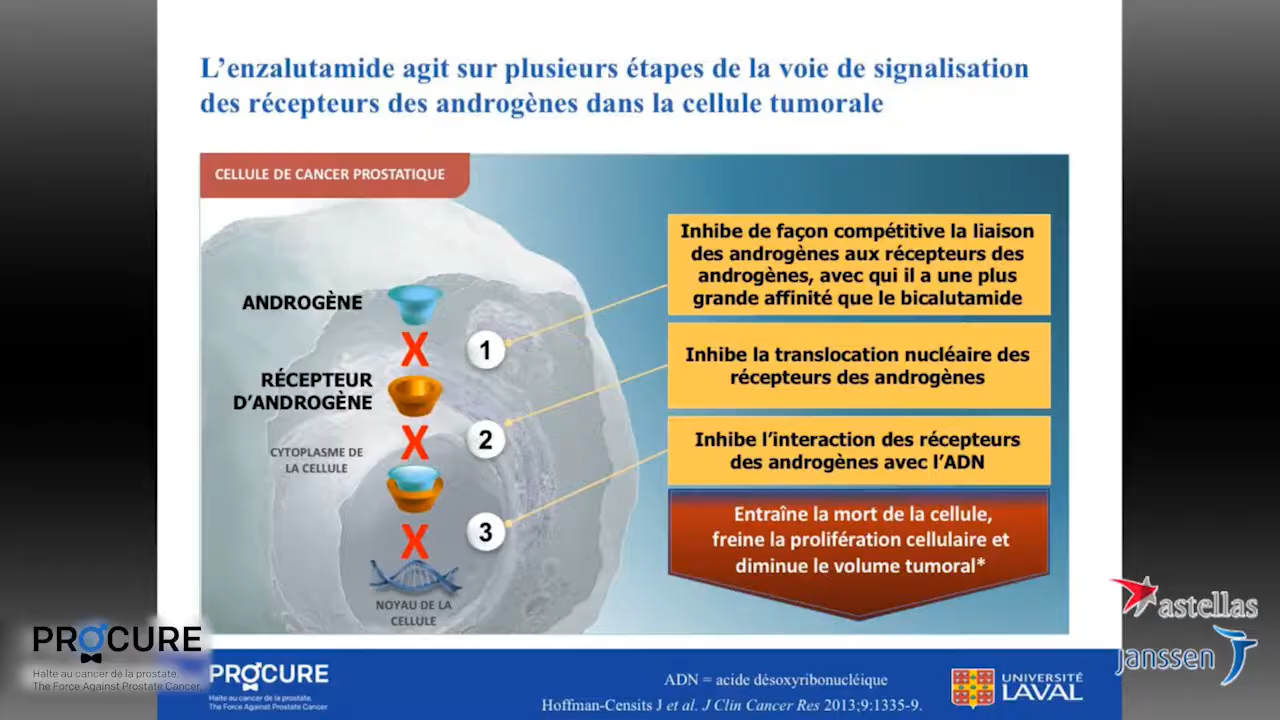 L'enzalutamide agit sur plusieurs étapes de la voie de signalisation
des récepteurs des androgènes dans la cellule tumorale
CELLULE DE CANCER PROSTATIQUE
ANDROGÈNE
X
1
RÉCEPTEUR
D'ANDROGÈNE
X
2
CYTOPLASME DE
LA CELLULE
X
3
NOYAU DE LA
CELLULE
Inhibe de façon compétitive la liaison
des androgènes aux récepteurs des
androgènes, avec qui il a une plus
grande affinité que le bicalutamide
Inhibe la translocation nucléaire des
récepteurs des androgènes
Inhibe l'interaction des récepteurs
des androgènes avec l'ADN
Entraîne la mort de la cellule,
freine la prolifération cellulaire et
diminue le volume tumoral*
PROCURE
Halte au cancer de la prostate.
The Force Against Prostate Cancer.
PROCURE
Halte au cancer de la prostate.
The Force Against Prostate Cancer
ADN = acide désoxyribonucléique
Hoffman-Censits J et al. J Clin Cancer Res 2013;9:1335-9.
UNIVERSITÉ
LAVAL
astellas
janssen